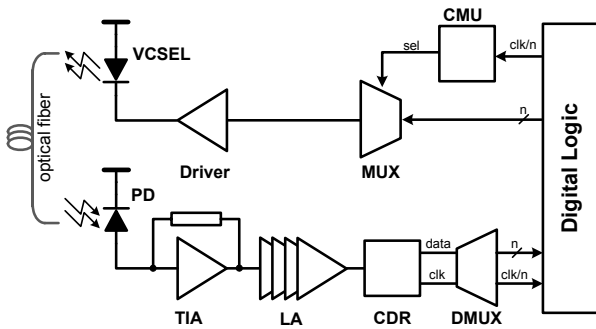 CMU
VCSEL
sel
clk/n
optical fiber
n
Driver
MUX
Digital Logic
PD
data
n
clk
clk/n
TIA
LA
CDR
DMUX